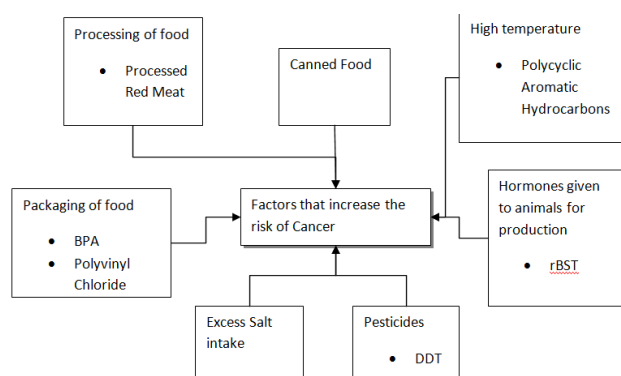 Processing of food
• Processed
Red Meat
Canned Food
High temperature
• Polycyclic
Aromatic
Hydrocarbons
Packaging of food
• BPA
• Polyvinyl
Chloride
Factors that increase the
risk of Cancer
Hormones given
to animals for
production
• rBST
Excess Salt
intake
Pesticides
• DDT